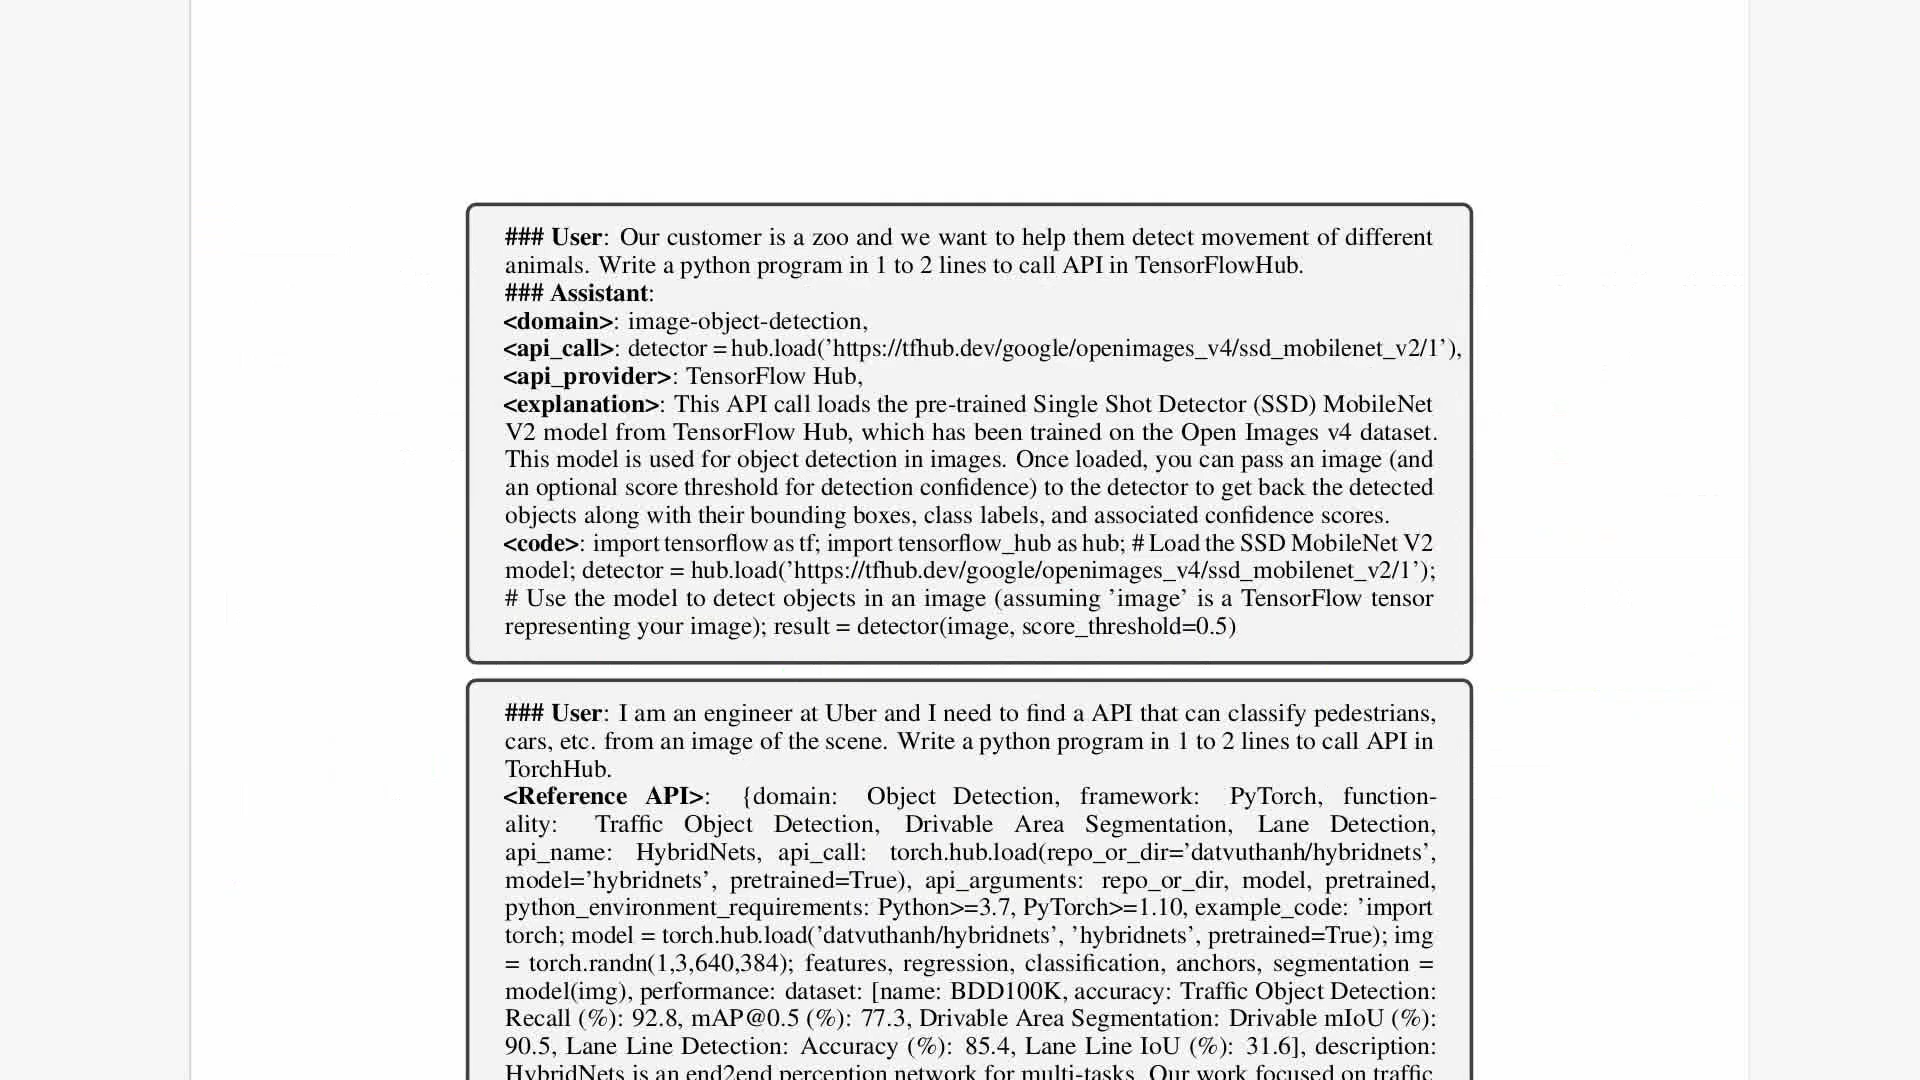 ### User: Our customer is a zoo and we want to help them detect movement of different
animals. Write a python program in 1 to 2 lines to call API in TensorFlowHub.
### Assistant:
<domain>: image-object-detection,
<api_call>: detector = hub.load(’https://tfhub.dev/google/openimages_v4/ssd_mobilenet_v2/1’),
<api_provider>: TensorFlow Hub,
<explanation>: This API call loads the pre-trained Single Shot Detector (SSD) MobileNet
V2 model from TensorFlow Hub, which has been trained on the Open Images v4 dataset.
This model is used for object detection in images. Once loaded, you can pass an image (and
an optional score threshold for detection confidence) to the detector to get back the detected
objects along with their bounding boxes, class labels, and associated confidence scores.
<code>: import tensorflow as tf; import tensorflow_hub as hub; # Load the SSD MobileNet V2
model; detector = hub.load(’https://tfhub.dev/google/openimages_v4/ssd_mobilenet_v2/1’);
# Use the model to detect objects in an image (assuming ’image’ is a TensorFlow tensor
representing your image); result = detector(image, score_threshold=0.5)
### User: I am an engineer at Uber and I need to find a API that can classify pedestrians,
cars, etc. from an image of the scene. Write a python program in 1 to 2 lines to call API in
TorchHub.
<Reference API>: {domain: Object Detection, framework: PyTorch, function-
ality: Traffic Object Detection, Drivable Area Segmentation, Lane Detection,
api_name: HybridNets, api_call: torch.hub.load(repo_or_dir=’datvuthanh/hybridnets’,
model=’hybridnets’, pretrained=True), api_arguments: repo_or_dir, model, pretrained,
python_environment_requirements: Python>=3.7, PyTorch>=1.10, example_code: ’import
torch; model = torch.hub.load(’datvuthanh/hybridnets’, ’hybridnets’, pretrained=True); img
= torch.randn(1,3,640,384); features, regression, classification, anchors, segmentation =
model(img), performance: dataset: [name: BDD100K, accuracy: Traffic Object Detection:
Recall (%): 92.8, mAP@0.5 (%): 77.3, Drivable Area Segmentation: Drivable mIoU (%):
90.5, Lane Line Detection: Accuracy (%): 85.4, Lane Line IoU (%): 31.6], description:
HybridNets is an end2end perception network for multi-tasks. Our work focused on traffic